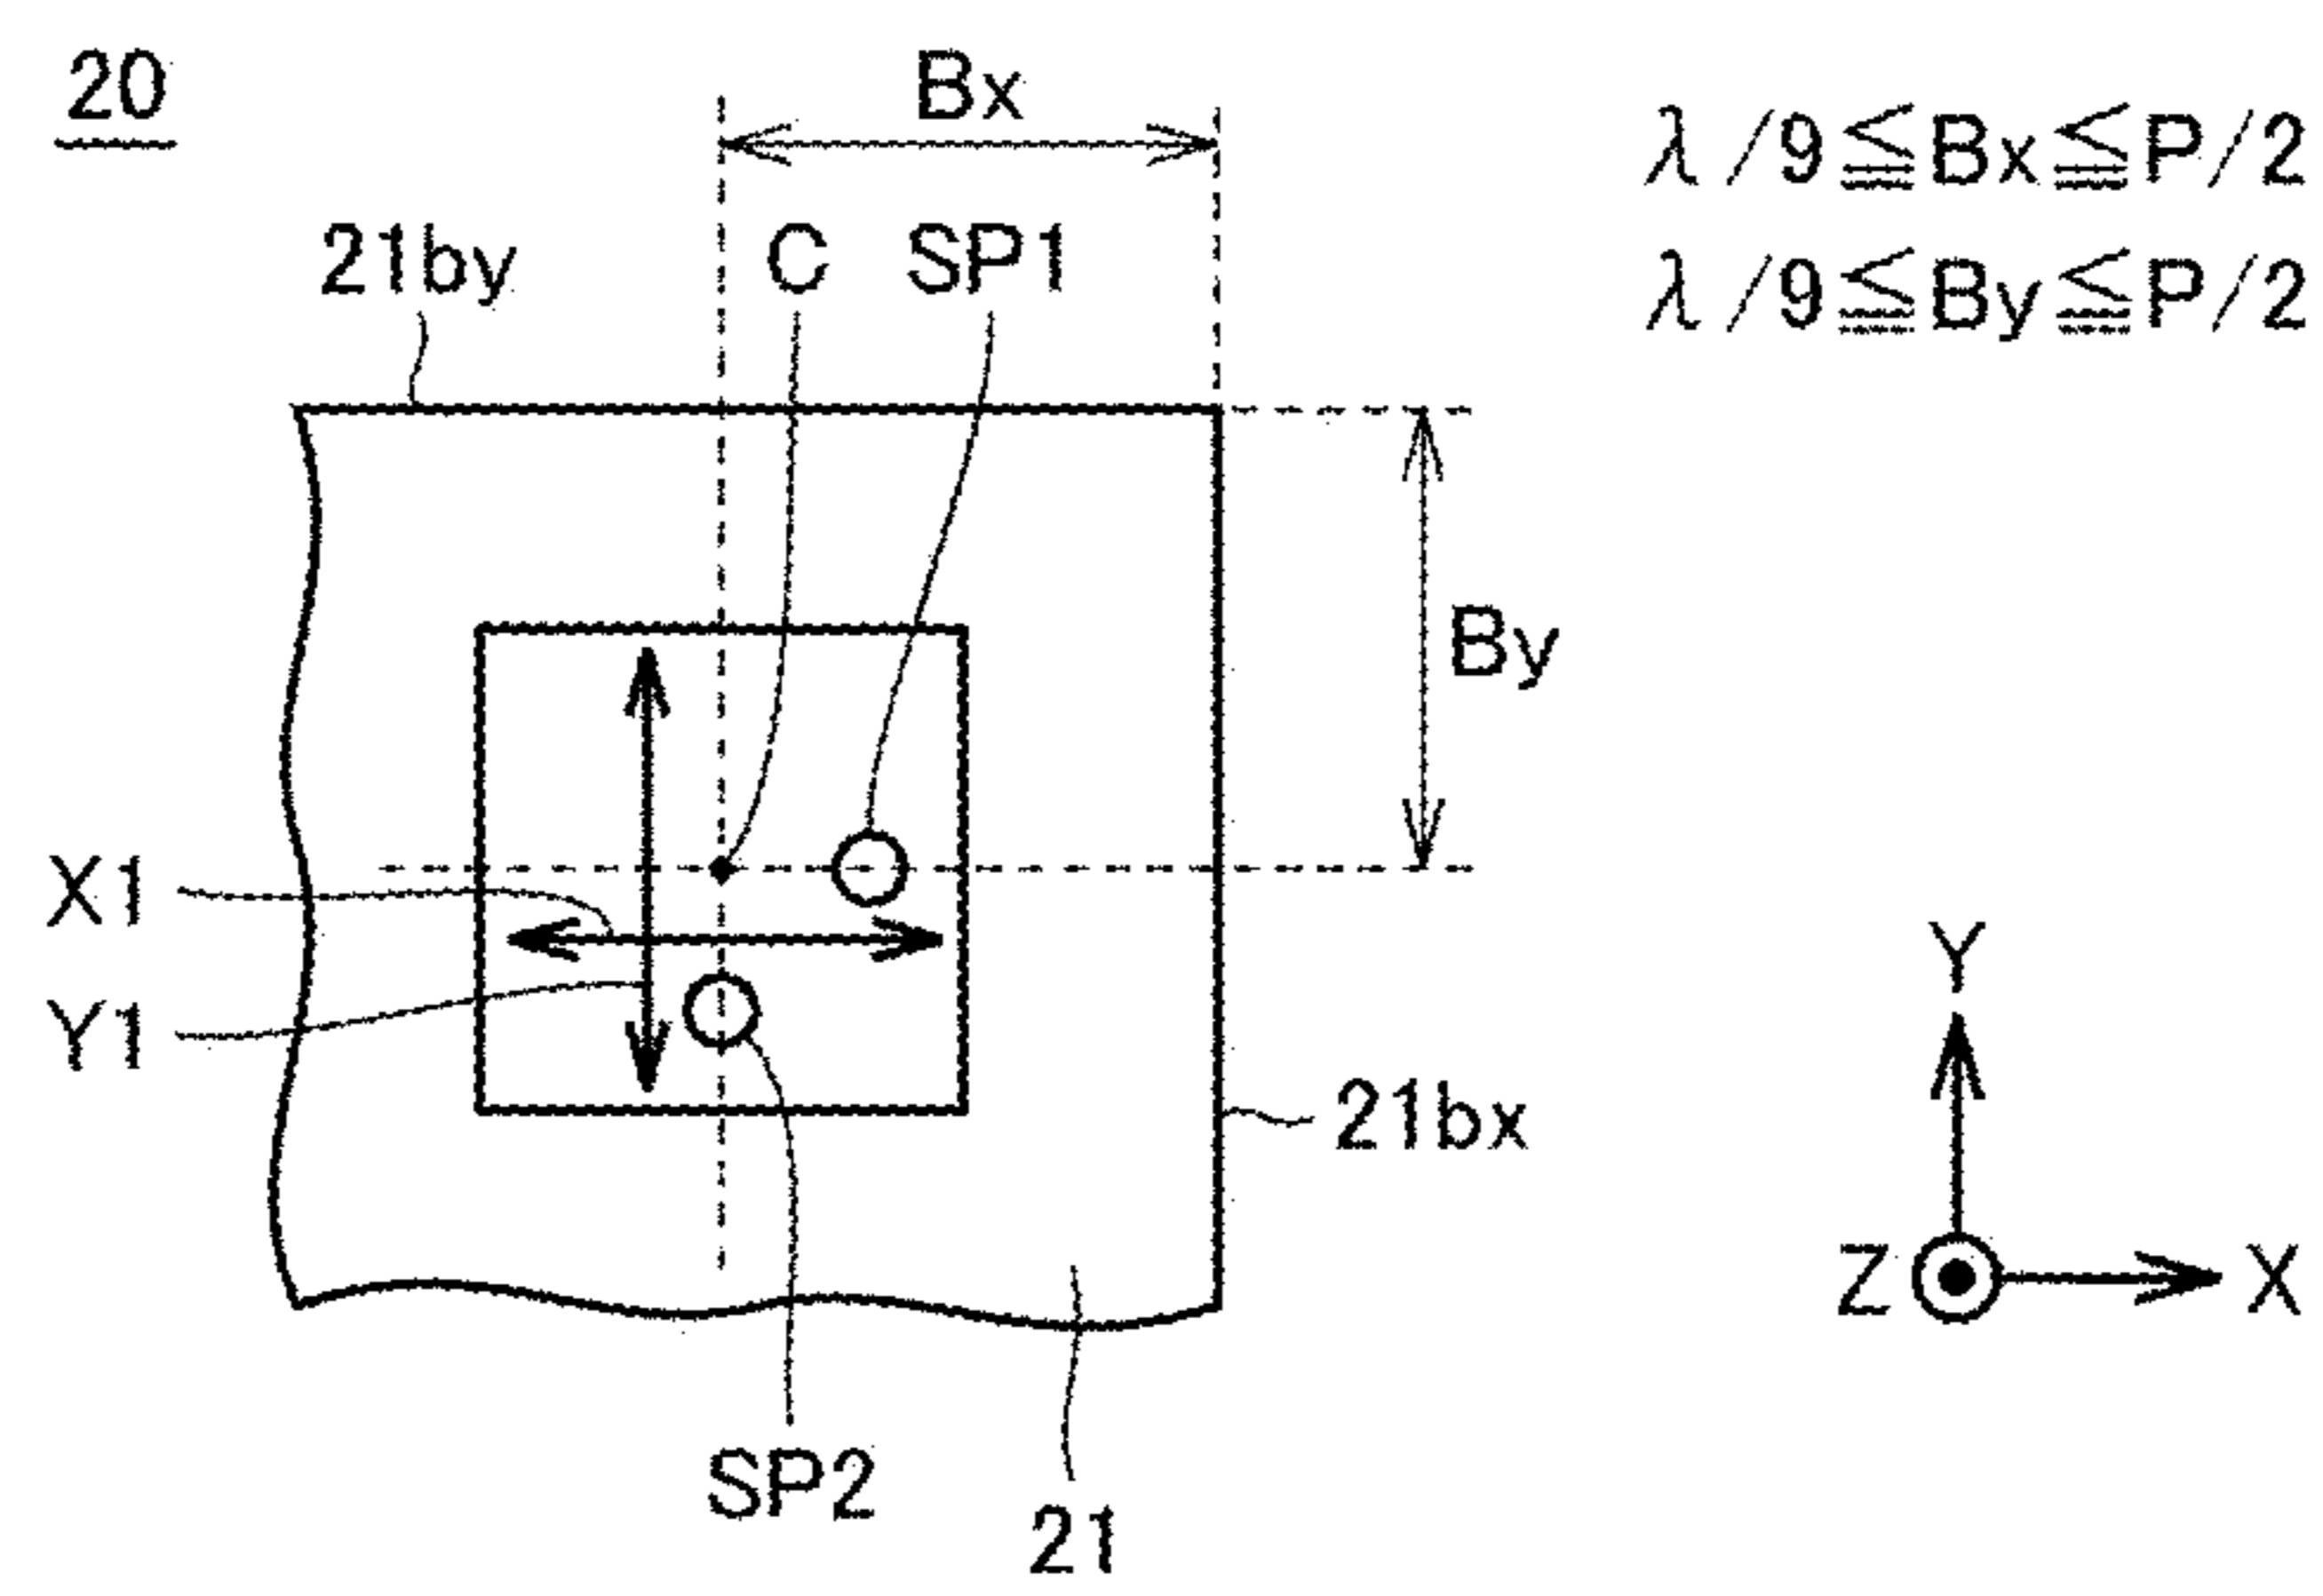 20
Bx
λ/9≦Bx≦P/2
21by
C
SP1
λ/9≦By≦P/2
By
X1
Y1
Y
21bx
Z
X
SP2
21